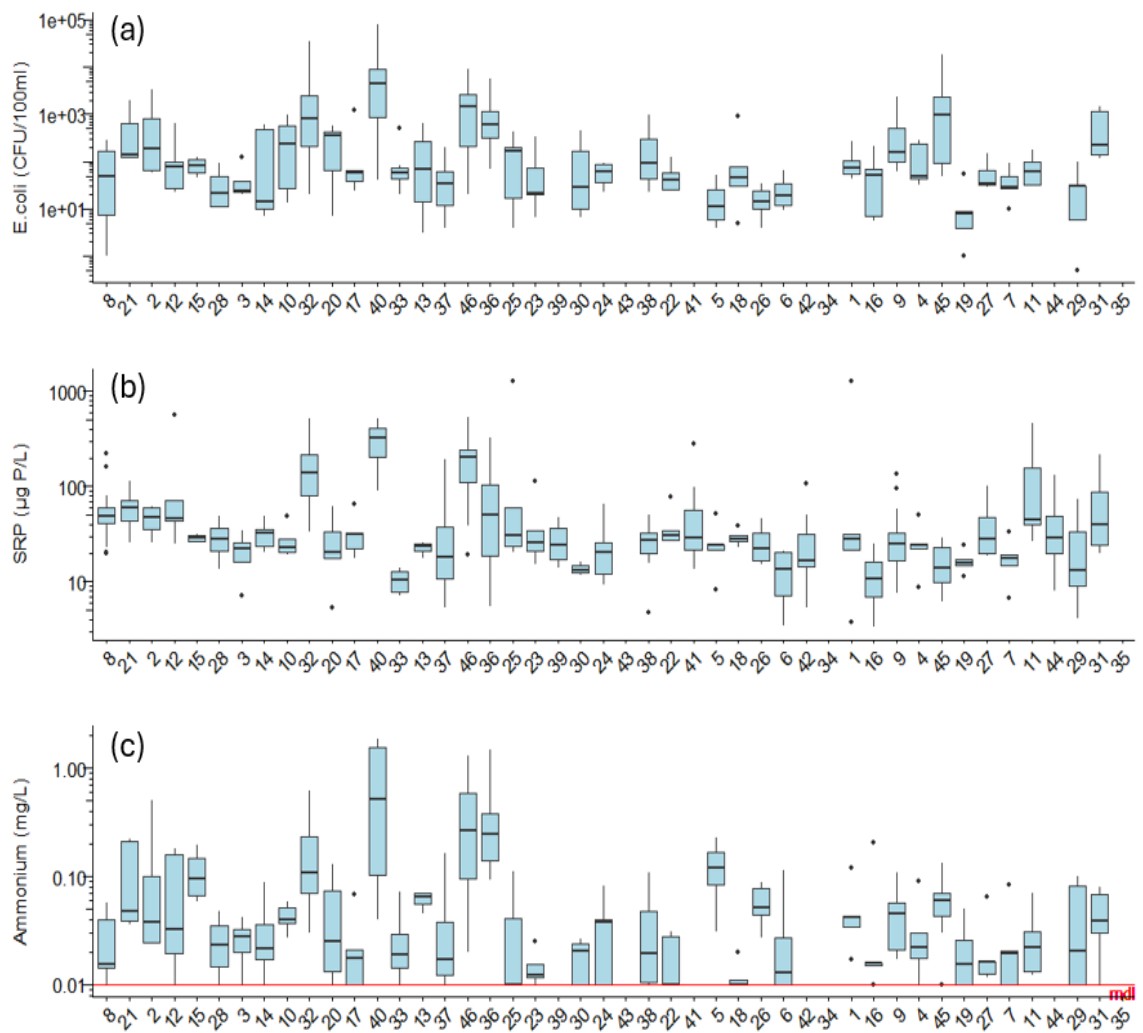 (a)
E.coli (CFU/100ml)
1e+05
1e+03
1e+01
8 21 2 12 15 28 3 14 10 32 20 17 40 33 13 37 46 36 25 23 39 30 24 43 38 22 41 5 18 26 6 42 34 1 16 9 4 45 19 27 7 11 44 29 31 35
(b)
SRP (µg P/L)
1000
100
10
8 21 2 12 15 28 3 14 10 32 20 17 40 33 13 37 46 36 25 23 39 30 24 43 38 22 41 5 18 26 6 42 34 1 16 9 4 45 19 27 7 11 44 29 31 35
(c)
Ammonium (mg/L)
1.00
0.10
0.01
mdl
8 21 2 12 15 28 3 14 10 32 20 17 40 33 13 37 46 36 25 23 39 30 24 43 38 22 41 5 18 26 6 42 34 1 16 9 4 45 19 27 7 11 44 29 31 35